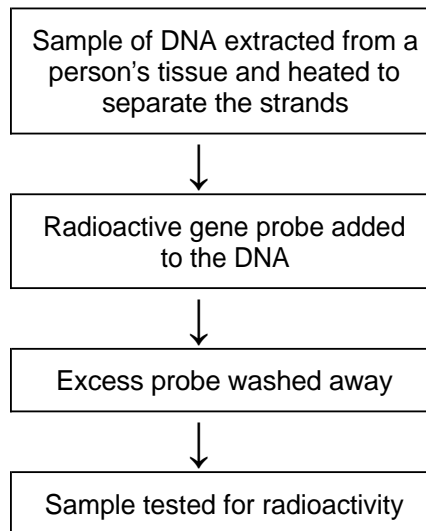 Sample of DNA extracted from a
person's tissue and heated to
separate the strands
Radioactive gene probe added
to the DNA
Excess probe washed away
Sample tested for radioactivity